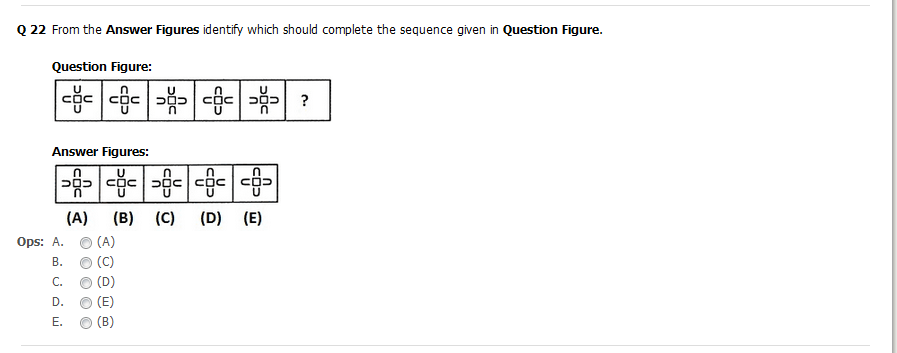 Q 22 From the Answer Figures identify which should complete the sequence given in Question Figure.
Question Figure:
?
Answer Figures:
(A) (B) (C) (D) (E)
Ops: A. (A)
B. (C)
C. (D)
D. (E)
E. (B)